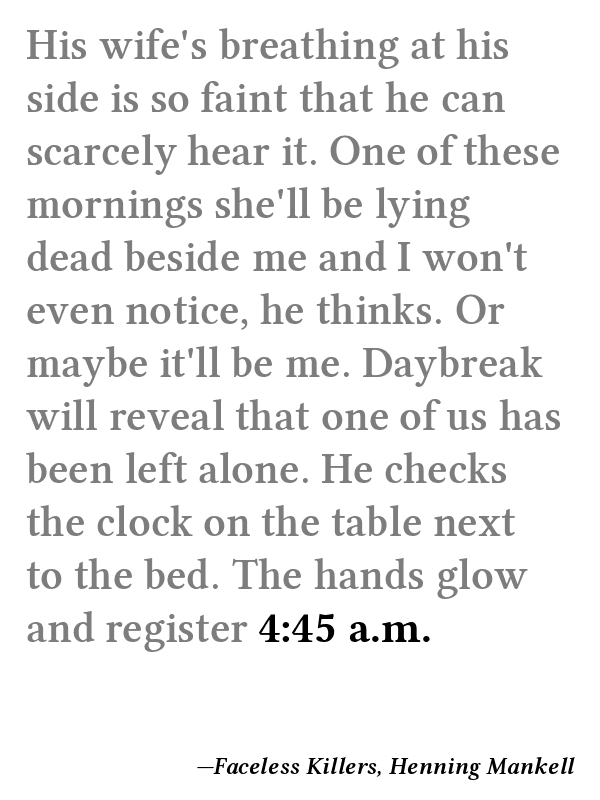 His wife's breathing at his
side is so faint that he can
scarcely hear it. One of these
mornings she'll be lying
dead beside me and I won't
even notice, he thinks. Or
maybe it'll be me. Daybreak
will reveal that one of us has
been left alone. He checks
the clock on the table next
to the bed. The hands glow
and register 4:45 a.m.
—Faceless Killers, Henning Mankell